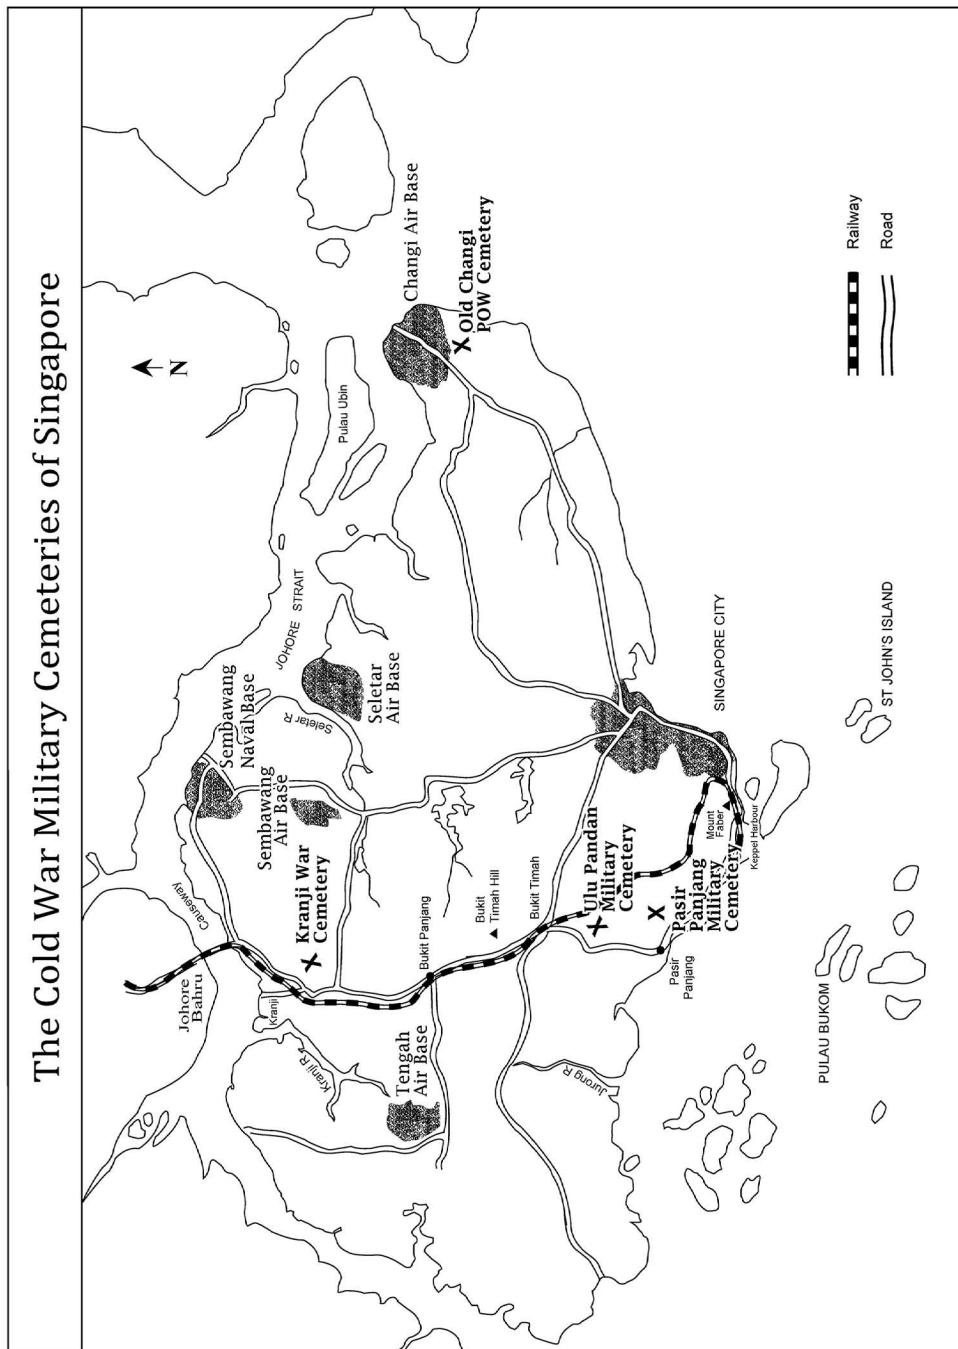 The Cold War Military Cemeteries of Singapore
N
Johore
Bahru
Causeway
Sembawang
Naval Base
Sembawang
Air Base
JOHORE STRAIT
Seletar R
Seletar
Air Base
Pulau Ubin
Changi Air Base
Old Changi
POW Cemetery
Kranji
Kranji R
Kranji War
Cemetery
Tengah
Air Base
Bukit Panjang
Bukit
Timah Hill
Bukit Timah
Jurong R
Ulu Pandan
Military
Cemetery
Pasir
Panjang
Pasir
Panjang
Military
Cemetery
Mount
Faber
Keppel Harbour
SINGAPORE CITY
PULAU BUKOM
ST JOHN'S ISLAND
Railway
Road